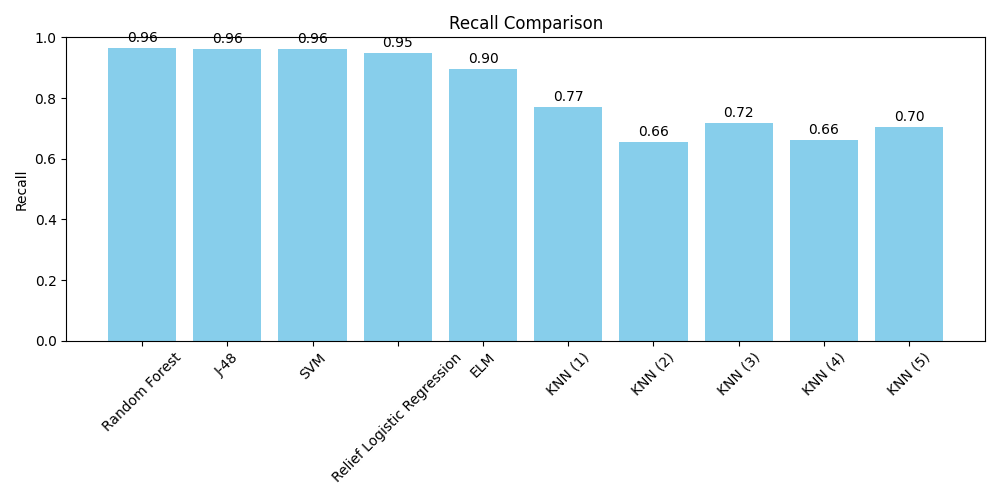 Recall Comparison
1.0
0.8
0.6
0.4
0.2
0.0
Recall
0.96
0.96
0.96
0.95
0.90
0.77
0.66
0.72
0.66
0.70
Random Forest
J-48
SVM
Relief Logistic Regression
ELM
KNN (1)
KNN (2)
KNN (3)
KNN (4)
KNN (5)